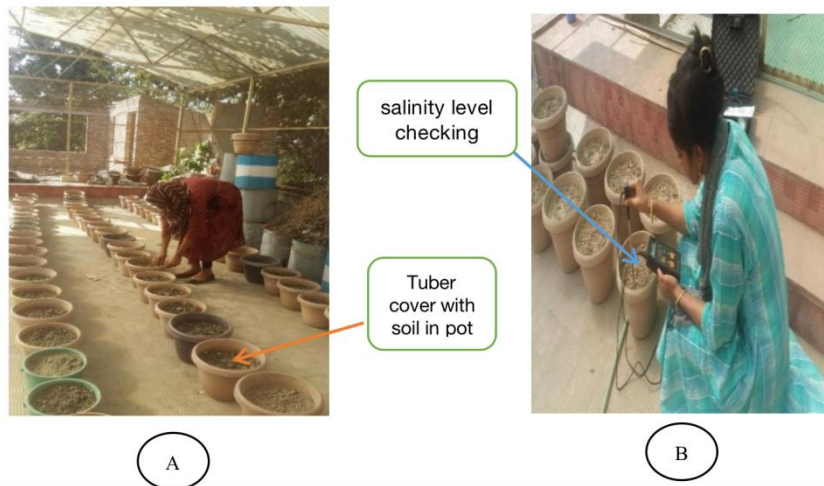 salinity level
checking
Tuber
cover with
soil in pot
A
B